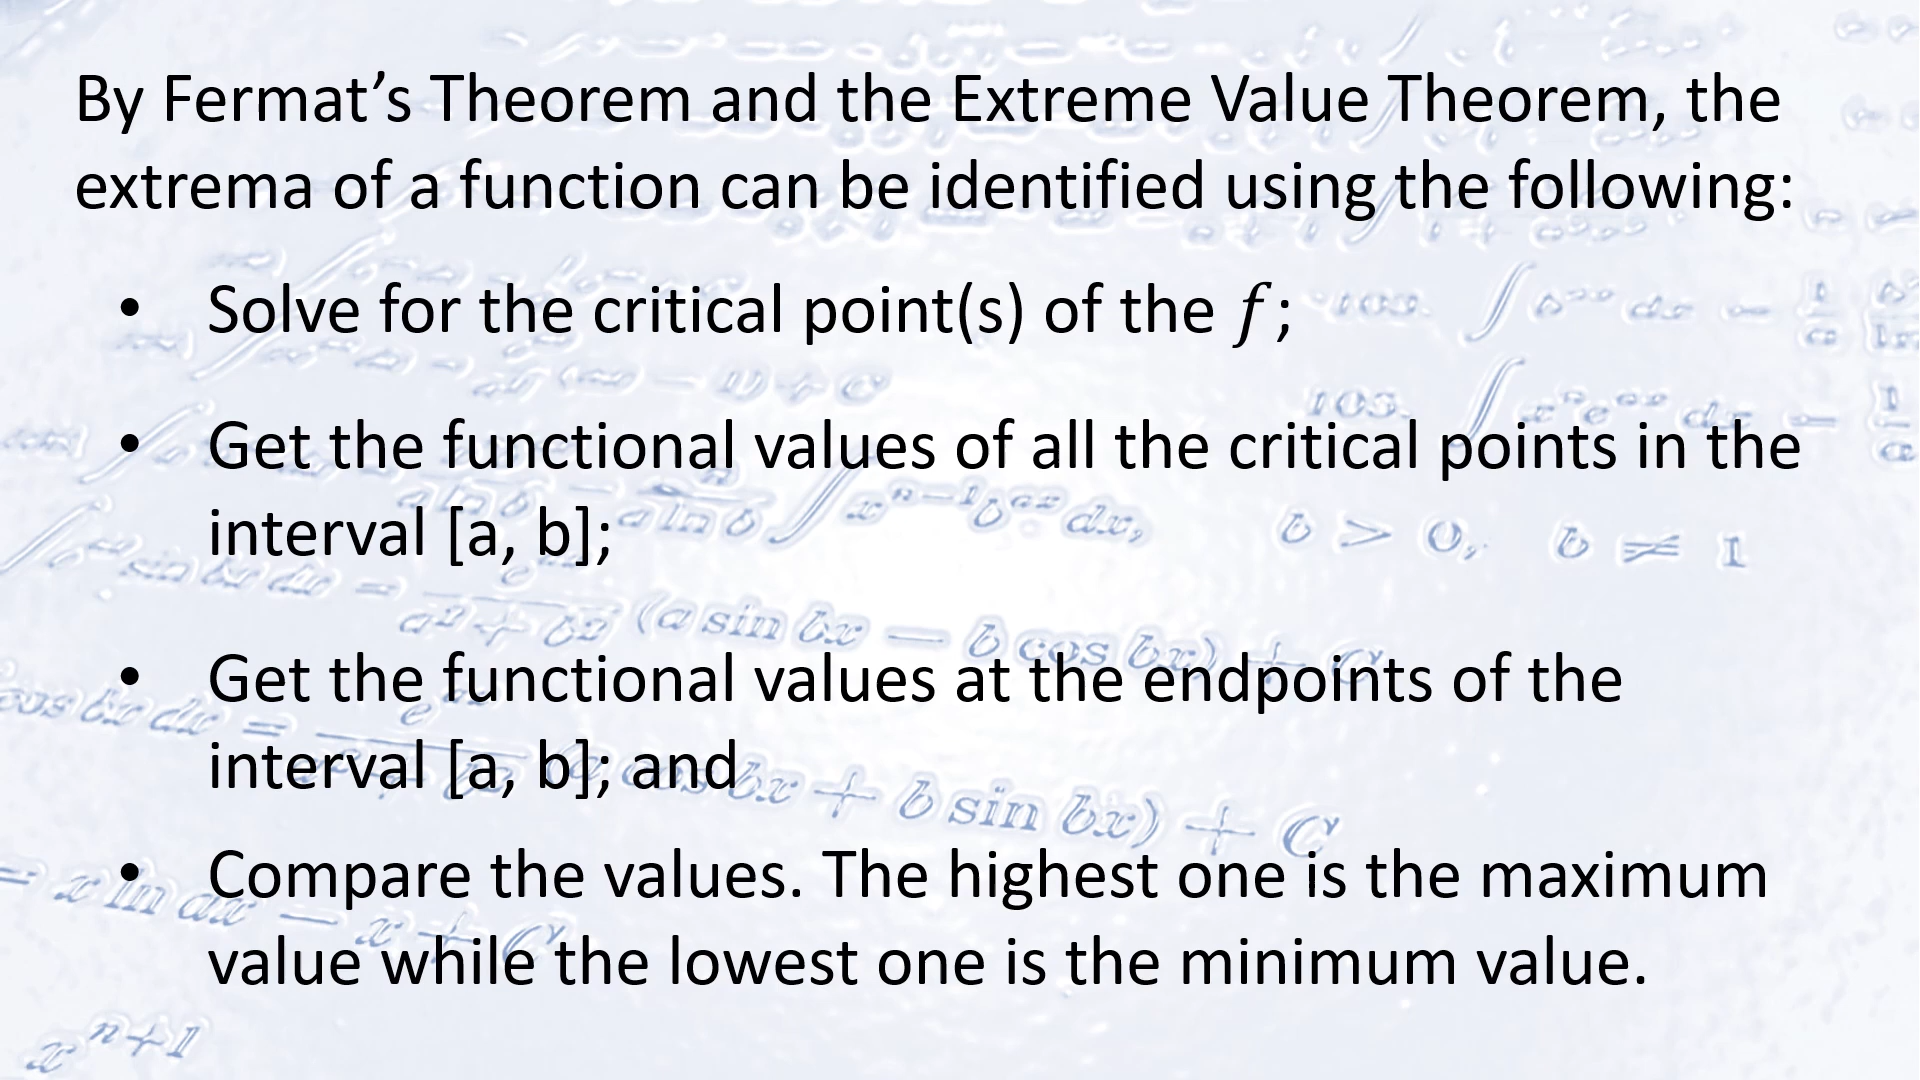 By Fermat’s Theorem and the Extreme Value Theorem, the
extrema of a function can be identified using the following:
• Solve for the critical point(s) of the f;
• Get the functional values of all the critical points in the
interval [a, b];
• Get the functional values at the endpoints of the
interval [a, b]; and
• Compare the values. The highest one is the maximum
value while the lowest one is the minimum value.